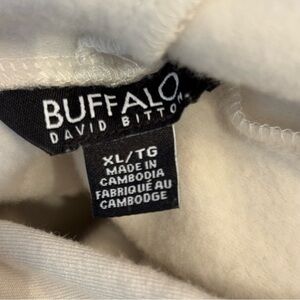 BUFFALO
DAVID BITTON
XL/TG
MADE IN
CAMBODIA
FABRIQUÉ AU
CAMBODGE